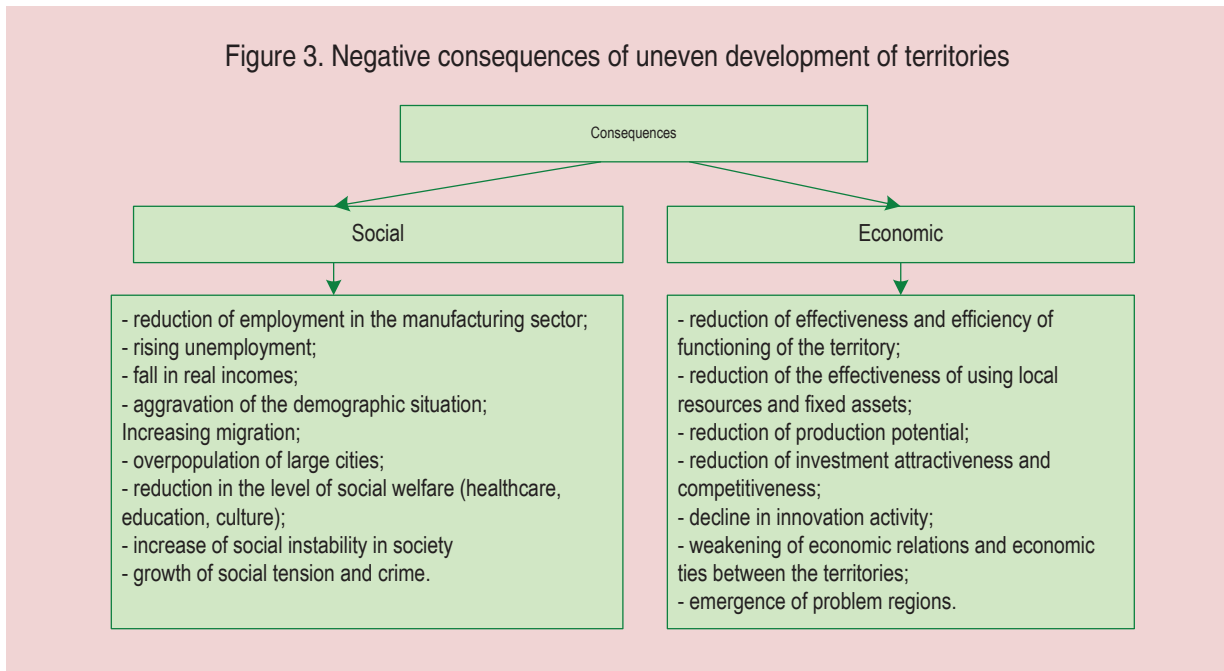 Figure 3. Negative consequences of uneven development of territories
Consequences
Social
- reduction of employment in the manufacturing sector;
- rising unemployment;
- fall in real incomes;
- aggravation of the demographic situation;
Increasing migration;
- overpopulation of large cities;
- reduction in the level of social welfare (healthcare,
education, culture);
- increase of social instability in society
- growth of social tension and crime.
Economic
- reduction of effectiveness and efficiency of
functioning of the territory;
- reduction of the effectiveness of using local
resources and fixed assets;
- reduction of production potential;
- reduction of investment attractiveness and
competitiveness;
- decline in innovation activity;
- weakening of economic relations and economic
ties between the territories;
- emergence of problem regions.